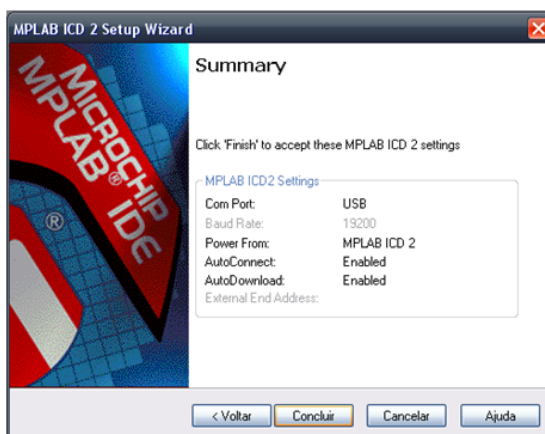 MPLAB ICD 2 Setup Wizard
MICROCHIP
MPLAB® IDE
®
Summary
Click 'Finish' to accept these MPLAB ICD 2 settings
MPLAB ICD2 Settings
Com Port: USB
Baud Rate: 19200
Power From: MPLAB ICD 2
AutoConnect: Enabled
AutoDownload: Enabled
External End Address:
< Voltar Concluir Cancelar Ajuda